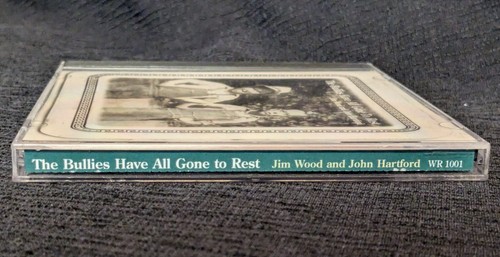 The Bullies Have All Gone to Rest Jim Wood and John Hartford WR 1001